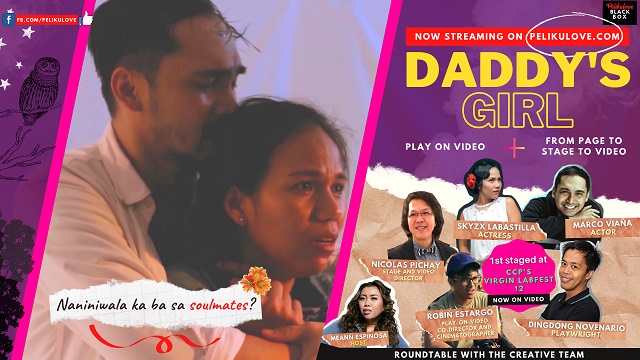 FB.COM/PELIKULOVE
Pelikulove
BLACK
BOX
NOW STREAMING ON PELIKULOVE.COM
DADDY'S
GIRL
PLAY ON VIDEO
+
FROM PAGE TO
STAGE TO VIDEO
SKYZX LABASTILLA
ACTRESS
MARCO VIANA
ACTOR
NICOLAS PICHAY
STAGE AND VIDEO
DIRECTOR
1st staged at
CCP'S
VIRGIN LABFEST
12
NOW ON VIDEO
MEANN ESPINOSA
HOST
ROBIN ESTARGO
PLAY-ON-VIDEO
CO-DIRECTOR AND
CINEMATOGRAPHER
DINGDONG NOVENARIO
PLAYWRIGHT
Naniniwala ka ba sa soulmates?
ROUNDTABLE WITH THE CREATIVE TEAM